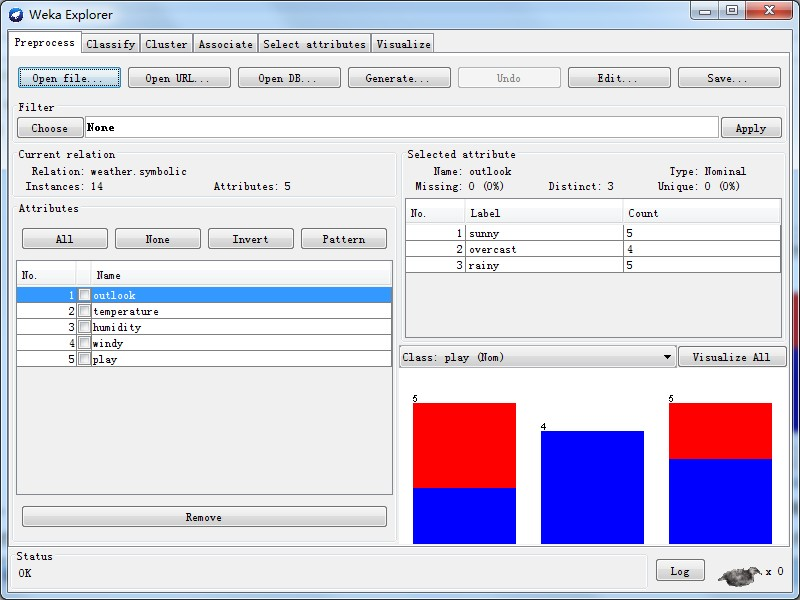 Weka Explorer
Preprocess Classify Cluster Associate Select attributes Visualize
Open file... Open URL... Open DB... Generate... Undo Edit... Save...
Filter
Choose None Apply
Current relation
Relation: weather.symbolic
Instances: 14 Attributes: 5
Attributes
All None Invert Pattern
No. Name
1 outlook
2 temperature
3 humidity
4 windy
5 play
Remove
Selected attribute
Name: outlook Type: Nominal
Missing: 0 (0%) Distinct: 3 Unique: 0 (0%)
No. Label Count
1 sunny 5
2 overcast 4
3 rainy 5
Class: play (Nom) Visualize All
5 4 5
Status
OK
Log x 0